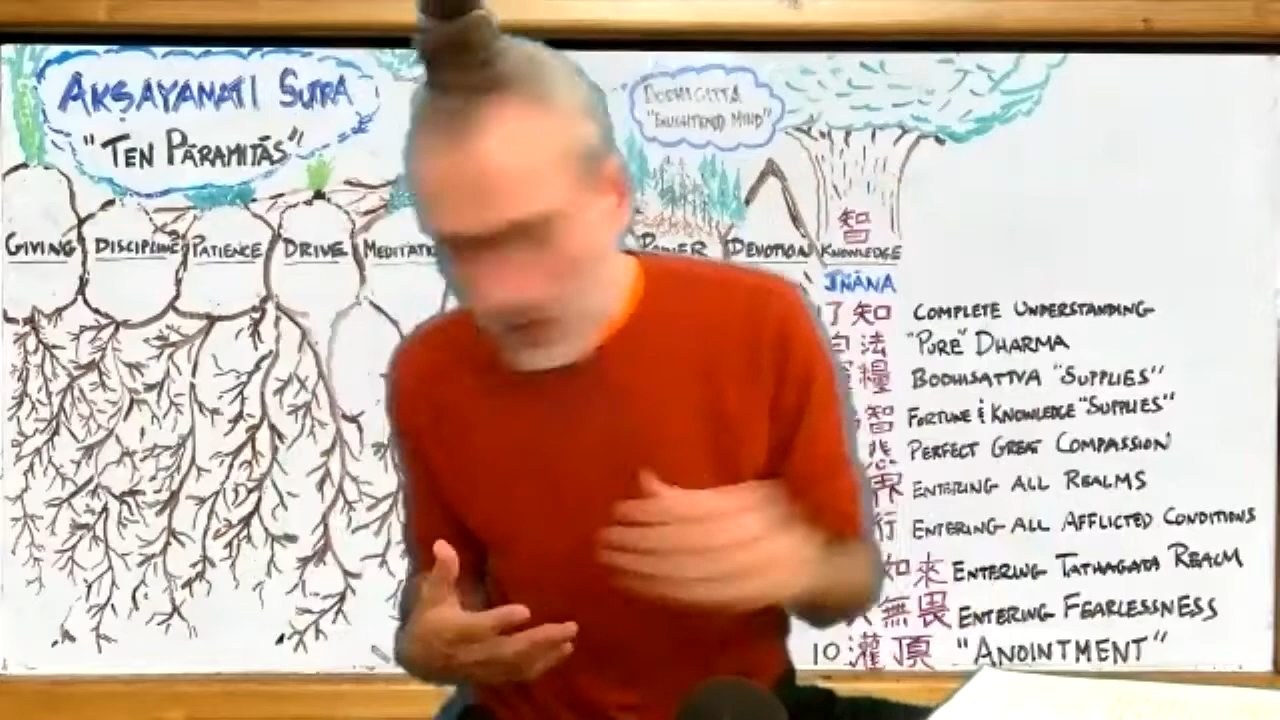 AKṢAYAMATI SUTRA
"TEN PĀRAMITĀS"
BODHICITTA
"ENLIGHTENED MIND"
GIVING DISCIPLINE PATIENCE DRIVE POWER DEVOTION
智
KNOWLEDGE
JÑĀNA
了知 COMPLETE UNDERSTANDING
白法 "PURE" DHARMA
糧 BODHISATTVA "SUPPLIES"
智 FORTUNE & KNOWLEDGE "SUPPLIES"
悲 PERFECT GREAT COMPASSION
界 ENTERING ALL REALMS
行 ENTERING ALL AFFLICTED CONDITIONS
如來 ENTERING TATHAGATA REALM
無畏 ENTERING FEARLESSNESS
10 灌頂 "ANOINTMENT"